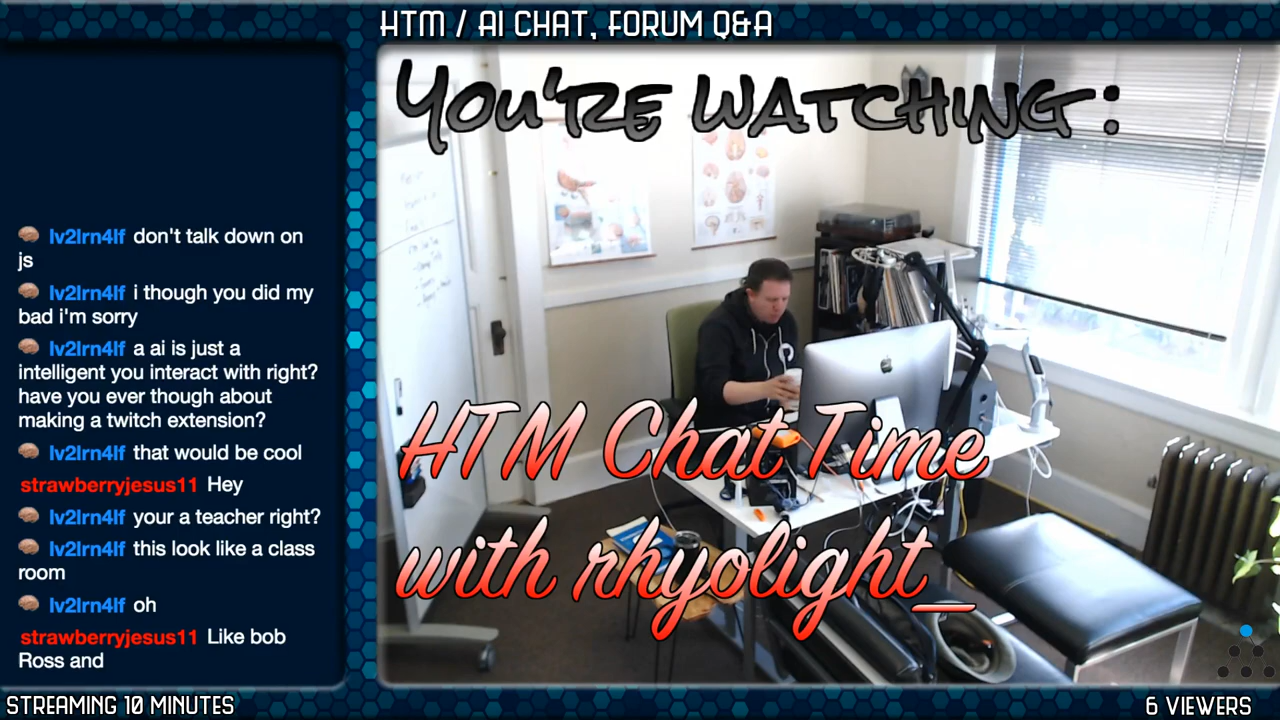 HTM / AI CHAT, FORUM Q&A
YOU'RE WATCHING :
lv2lrn4lf don't talk down on
js
lv2lrn4lf i though you did my
bad i'm sorry
lv2lrn4lf a ai is just a
intelligent you interact with right?
have you ever though about
making a twitch extension?
lv2lrn4lf that would be cool
strawberryjesus11 Hey
lv2lrn4lf your a teacher right?
lv2lrn4lf this look like a class
room
lv2lrn4lf oh
strawberryjesus11 Like bob
Ross and
HTM Chat Time
with rhyolight_
STREAMING 10 MINUTES
6 VIEWERS